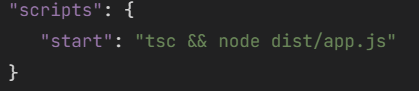 "scripts": {
"start": "tsc && node dist/app.js"
}